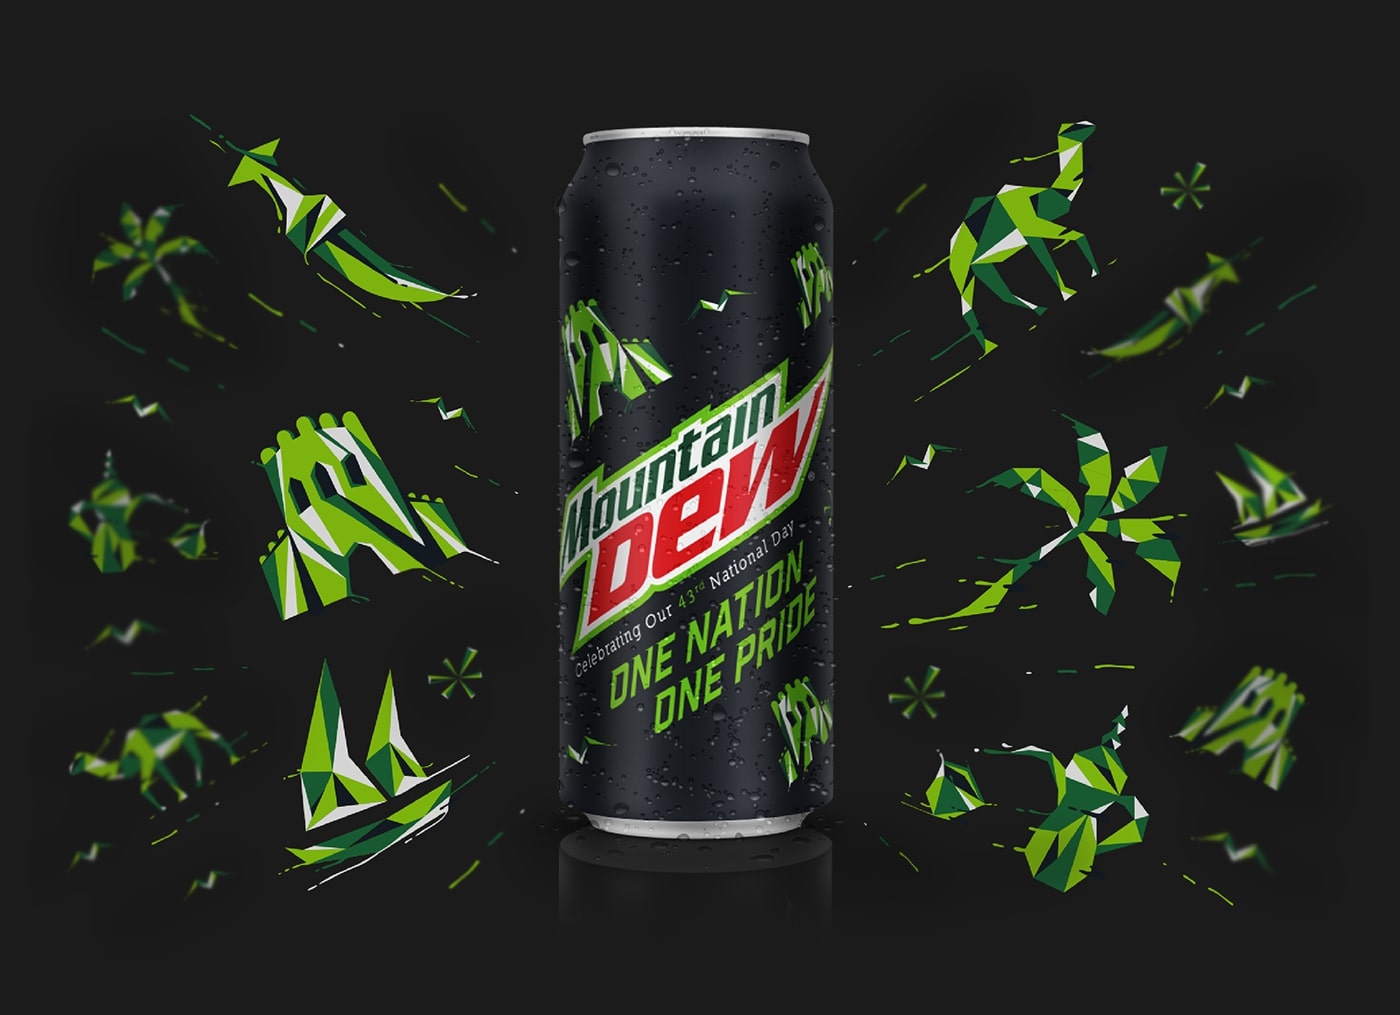 Mountain
Dew
Celebrating Our 43rd National Day
ONE NATION
ONE PRIDE